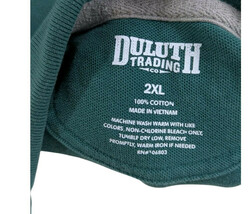 DULUTH
TRADING
CO
2XL
100% COTTON
MADE IN VIETNAM
MACHINE WASH WARM WITH LIKE
COLORS, NON-CHLORINE BLEACH ONLY,
TUMBLE DRY LOW, REMOVE
PROMPTLY, WARM IRON IF NEEDED